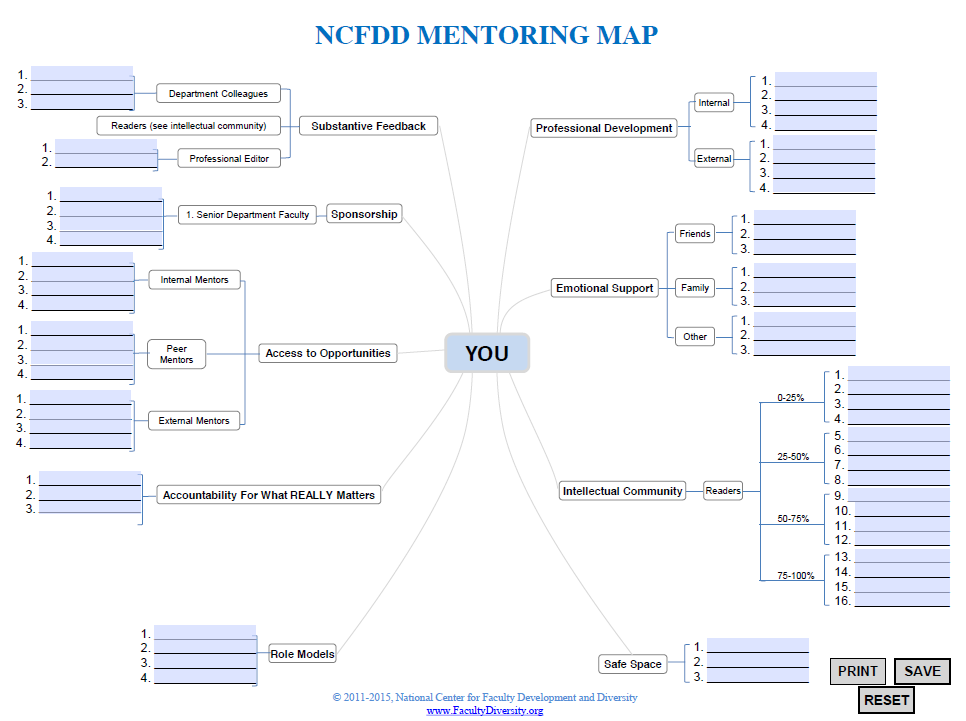 NCFDD MENTORING MAP
1.
2.
3.
Department Colleagues
Readers (see intellectual community)
1.
2.
Professional Editor
Substantive Feedback
1.
2.
3.
4.
1. Senior Department Faculty
Sponsorship
1.
2.
3.
4.
Internal Mentors
1.
2.
3.
4.
Peer
Mentors
1.
2.
3.
4.
External Mentors
Access to Opportunities
1.
2.
3.
Accountability For What REALLY Matters
1.
2.
3.
4.
Role Models
YOU
Professional Development
Internal
1.
2.
3.
4.
External
1.
2.
3.
4.
Emotional Support
Friends
1.
2.
3.
Family
1.
2.
3.
Other
1.
2.
3.
Intellectual Community
Readers
0-25%
1.
2.
3.
4.
25-50%
5.
6.
7.
8.
50-75%
9.
10.
11.
12.
75-100%
13.
14.
15.
16.
Safe Space
1.
2.
3.
PRINT
SAVE
RESET
© 2011-2015, National Center for Faculty Development and Diversity
www.FacultyDiversity.org